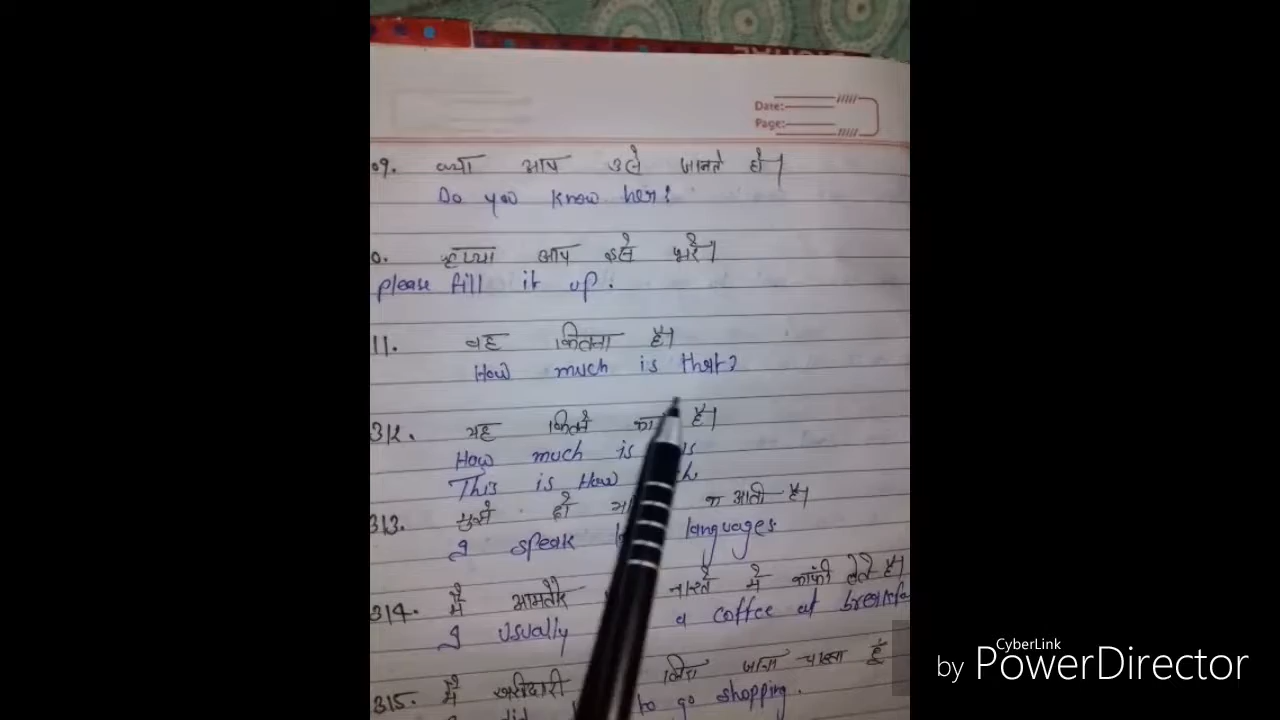 Date:
Page:
09. क्या आप उसे जानते हो।
Do you know her?
0. कृप्या आप इसे भरें।
please fill it up.
11. वह कितना है।
How much is that?
312. यह कितने का है।
How much is is
This is How
313. मुझे दो आती है।
I speak languages.
314. मैं आमतौर नास्ते में कॉफी लेते है।
I usually a coffee at breakfa
315. मैं खरीदारी जाना चाहता हूँ
to go shopping.
CyberLink
by PowerDirector